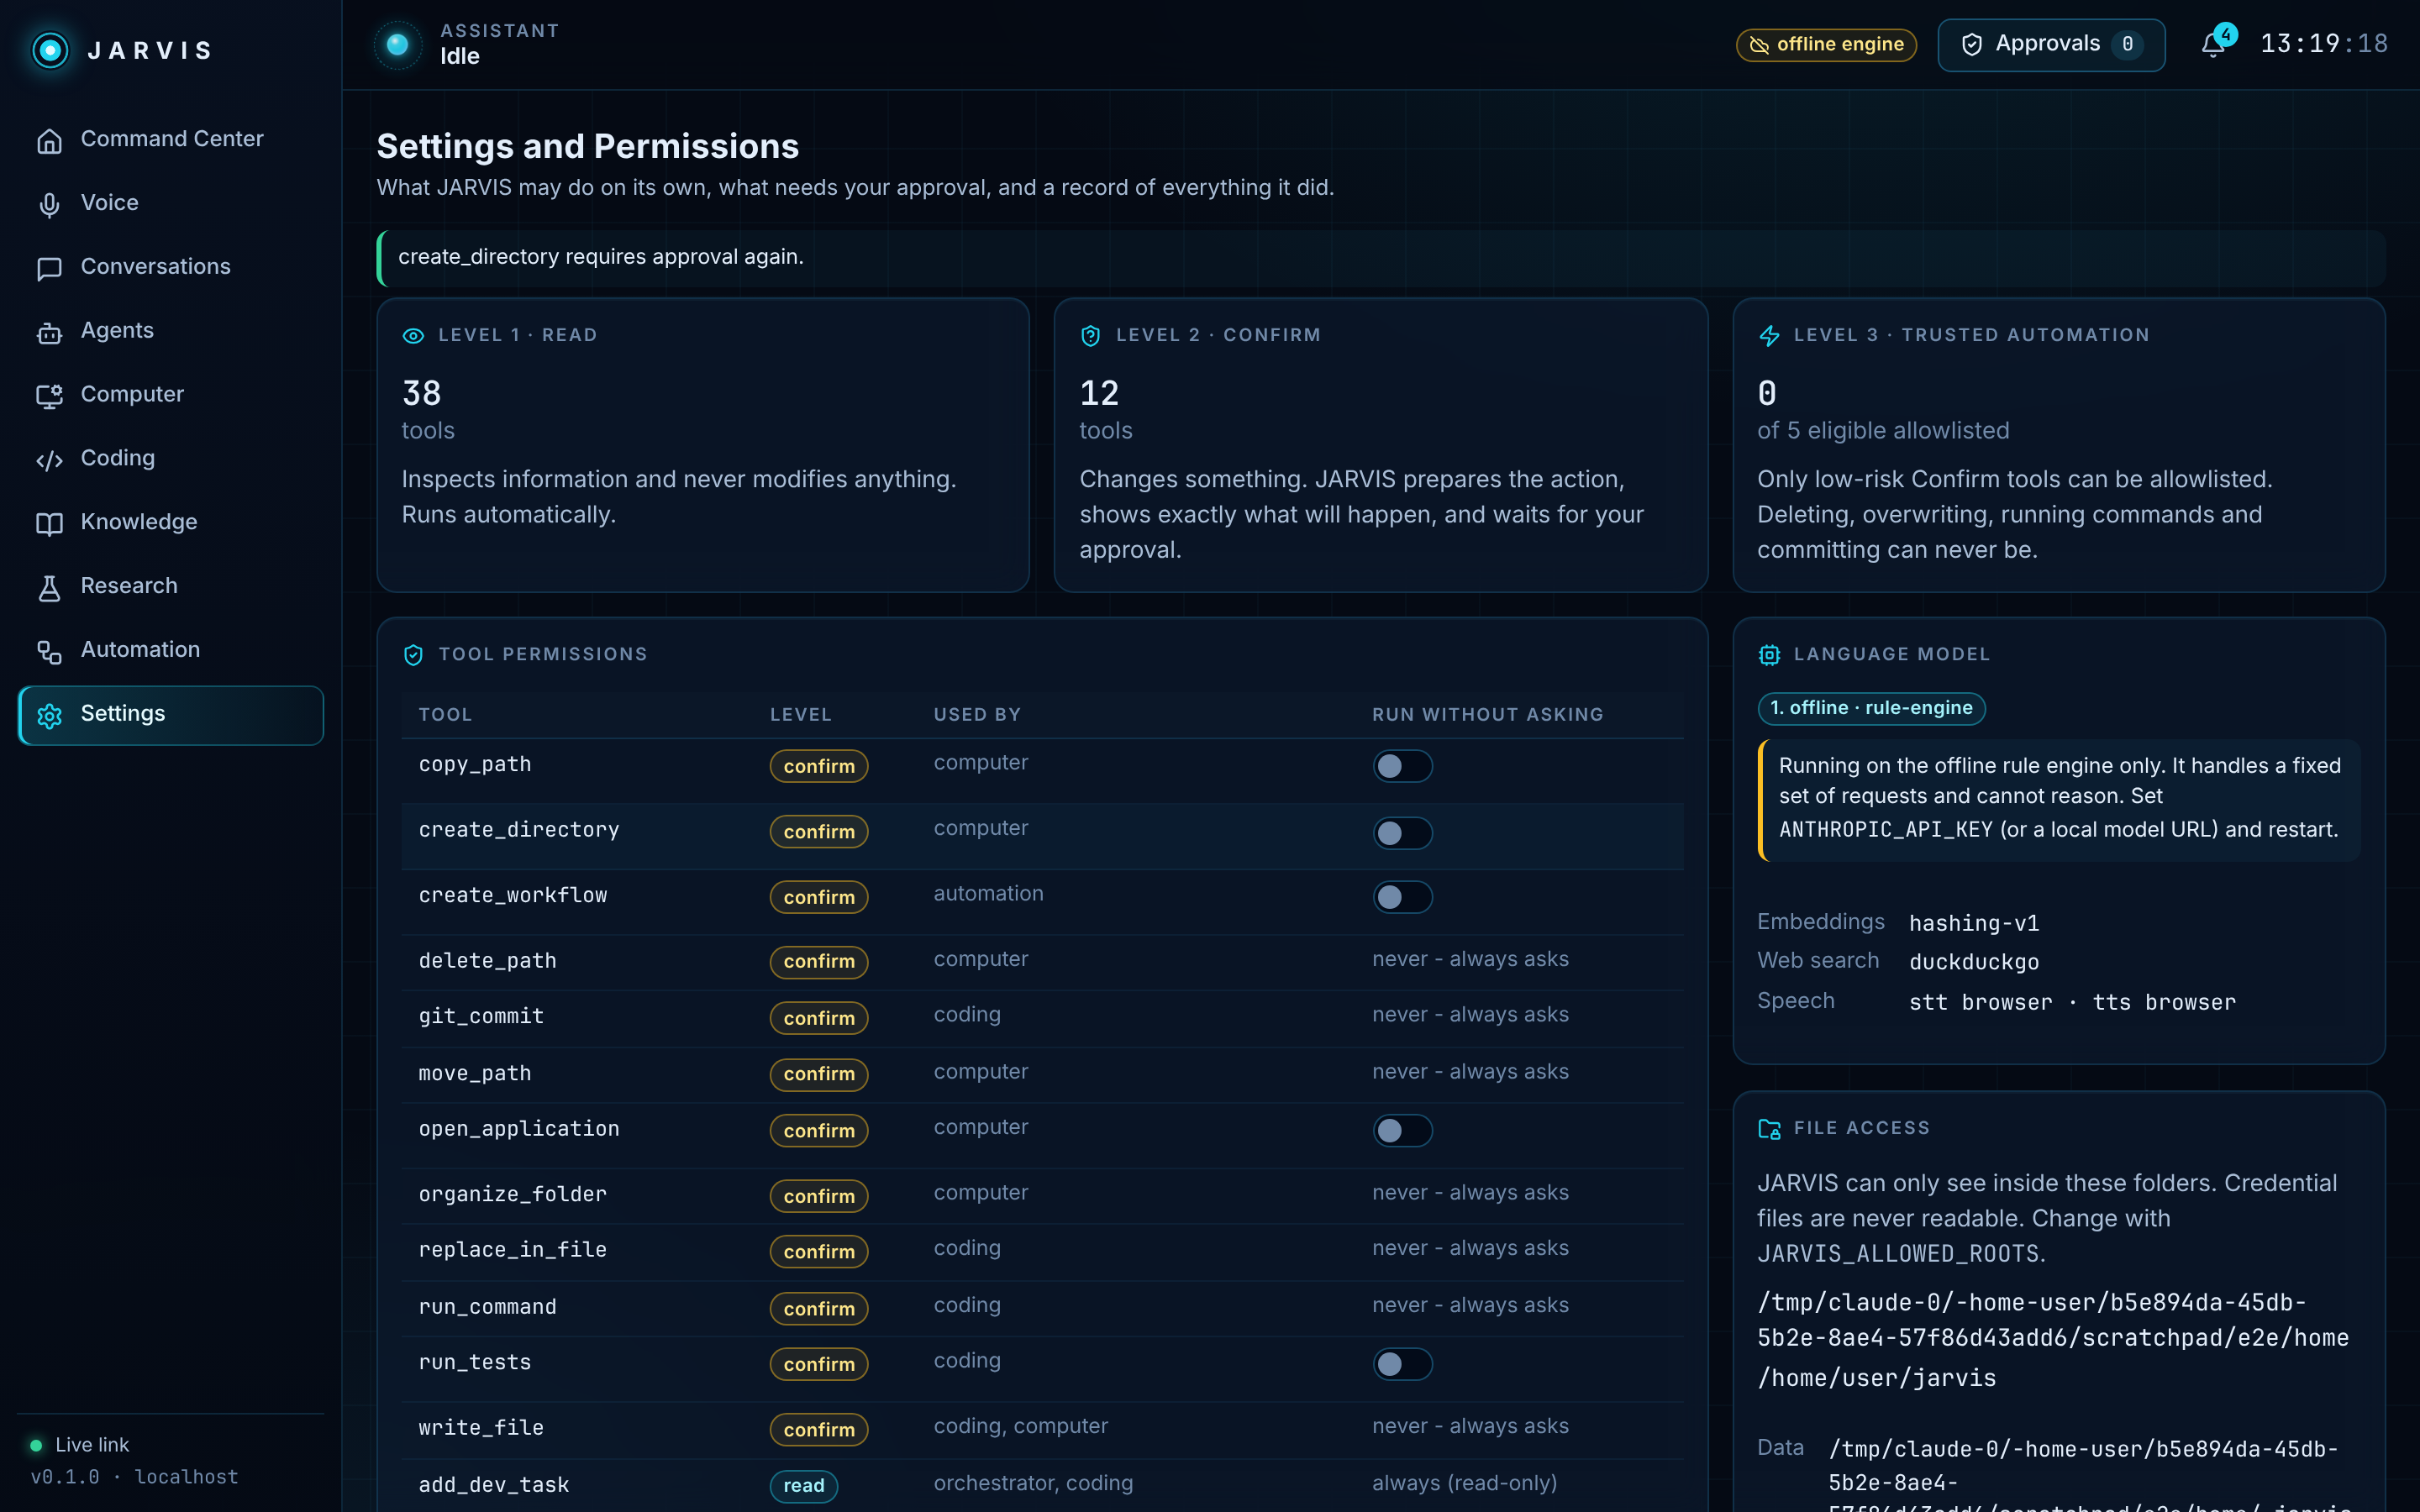 JARVIS
Command Center
Voice
Conversations
Agents
Computer
Coding
Knowledge
Research
Automation
Settings
Live link
v0.1.0 · localhost
ASSISTANT
Idle
offline engine
Approvals 0
4
13:19:18
Settings and Permissions
What JARVIS may do on its own, what needs your approval, and a record of everything it did.
create_directory requires approval again.
LEVEL 1 · READ
38
tools
Inspects information and never modifies anything.
Runs automatically.
LEVEL 2 · CONFIRM
12
tools
Changes something. JARVIS prepares the action,
shows exactly what will happen, and waits for your
approval.
LEVEL 3 · TRUSTED AUTOMATION
0
of 5 eligible allowlisted
Only low-risk Confirm tools can be allowlisted.
Deleting, overwriting, running commands and
committing can never be.
TOOL PERMISSIONS
TOOL LEVEL USED BY RUN WITHOUT ASKING
copy_path confirm computer
create_directory confirm computer
create_workflow confirm automation
delete_path confirm computer never - always asks
git_commit confirm coding never - always asks
move_path confirm computer never - always asks
open_application confirm computer
organize_folder confirm computer never - always asks
replace_in_file confirm coding never - always asks
run_command confirm coding never - always asks
run_tests confirm coding
write_file confirm coding, computer never - always asks
add_dev_task read orchestrator, coding always (read-only)
LANGUAGE MODEL
1. offline · rule-engine
Running on the offline rule engine only. It handles a fixed
set of requests and cannot reason. Set
ANTHROPIC_API_KEY (or a local model URL) and restart.
Embeddings hashing-v1
Web search duckduckgo
Speech stt browser · tts browser
FILE ACCESS
JARVIS can only see inside these folders. Credential
files are never readable. Change with
JARVIS_ALLOWED_ROOTS.
/tmp/claude-0/-home-user/b5e894da-45db-
5b2e-8ae4-57f86d43add6/scratchpad/e2e/home
/home/user/jarvis
Data /tmp/claude-0/-home-user/b5e894da-45db-
5b2e-8ae4-